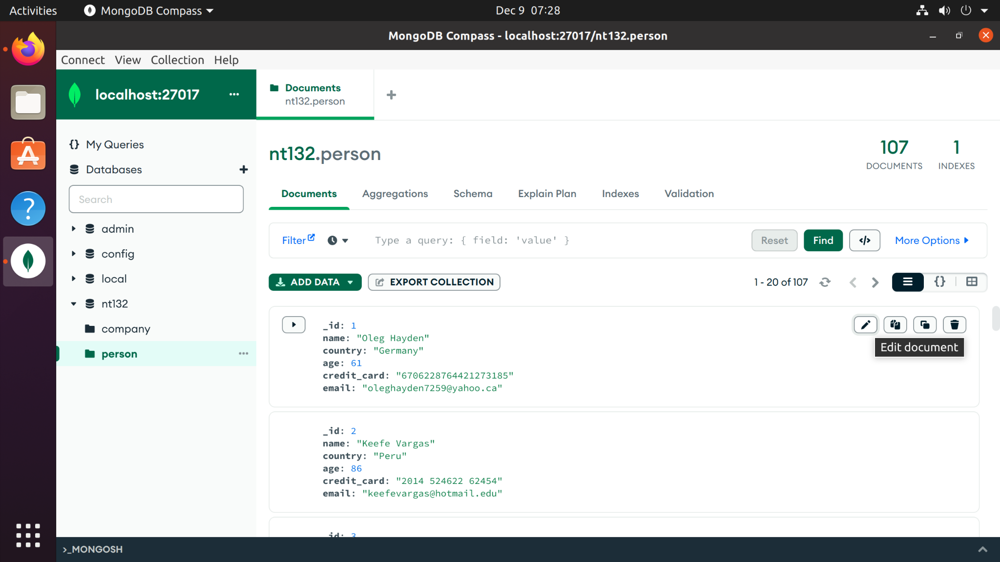 Activities MongoDB Compass Dec 9 07:28
MongoDB Compass - localhost:27017/nt132.person
Connect View Collection Help
localhost:27017 ...
Documents
nt132.person
+
{} My Queries
Databases +
Search
admin
config
local
nt132
company
person ...
nt132.person
107
DOCUMENTS
1
INDEXES
Documents Aggregations Schema Explain Plan Indexes Validation
Filter Type a query: { field: 'value' } Reset Find </> More Options
ADD DATA EXPORT COLLECTION 1 - 20 of 107 {}
_id: 1
name: "Oleg Hayden"
country: "Germany"
age: 61
credit_card: "6706228764421273185"
email: "oleghayden7259@yahoo.ca"
Edit document
_id: 2
name: "Keefe Vargas"
country: "Peru"
age: 86
credit_card: "2014 524622 62454"
email: "keefevargas@hotmail.edu"
_id: 3
>_MONGOSH